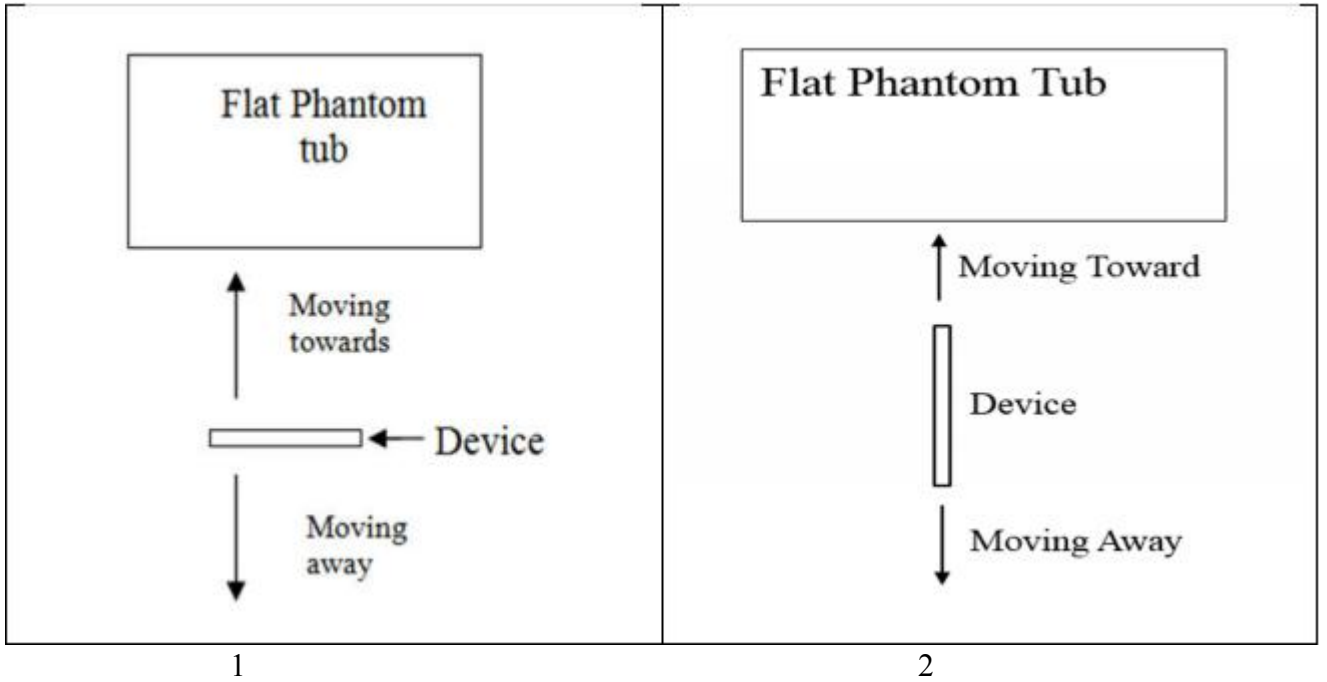 Flat Phantom
tub
Moving
towards
Device
Moving
away
1
Flat Phantom Tub
Moving Toward
Device
Moving Away
2